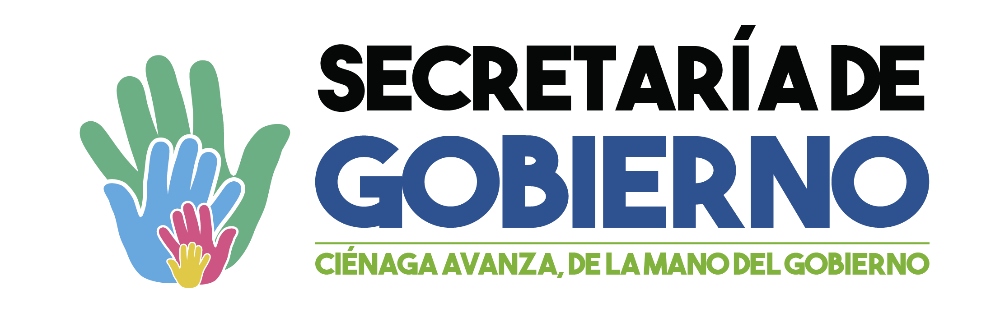 SECRETARÍA DE
GOBIERNO
CIÉNAGA AVANZA, DE LA MANO DEL GOBIERNO